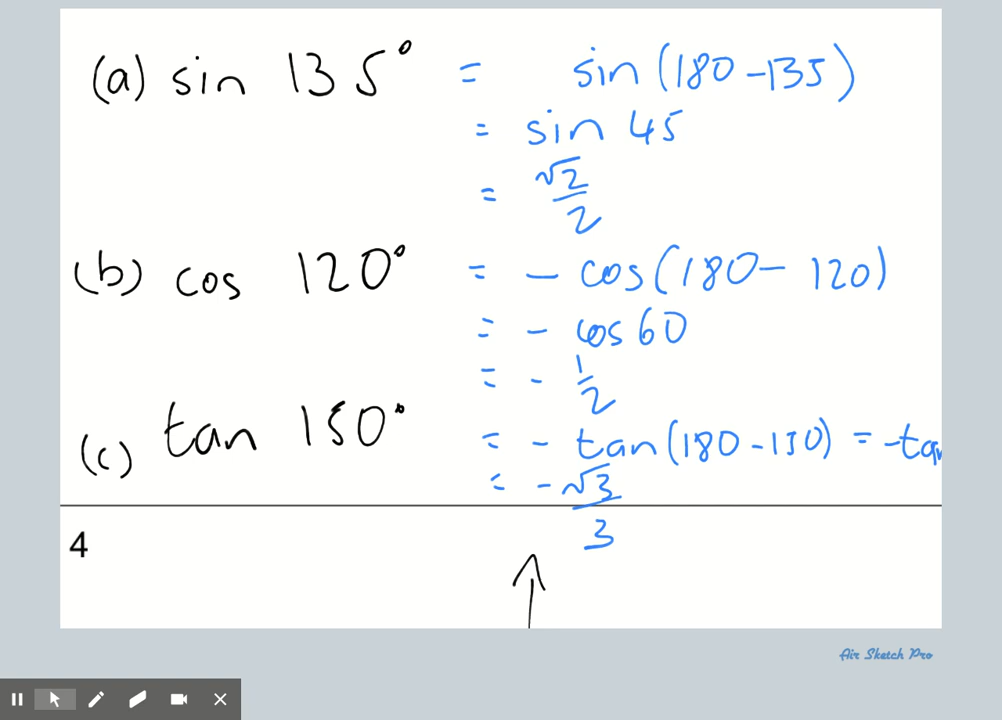 (a) sin 135° = sin (180-135)
= sin 45
= √2/2
(b) cos 120° = - cos (180 - 120)
= - cos 60
= - 1/2
(c) tan 150° = - tan (180 - 150) = -tan
= -√3/3
4
Air Sketch Pro